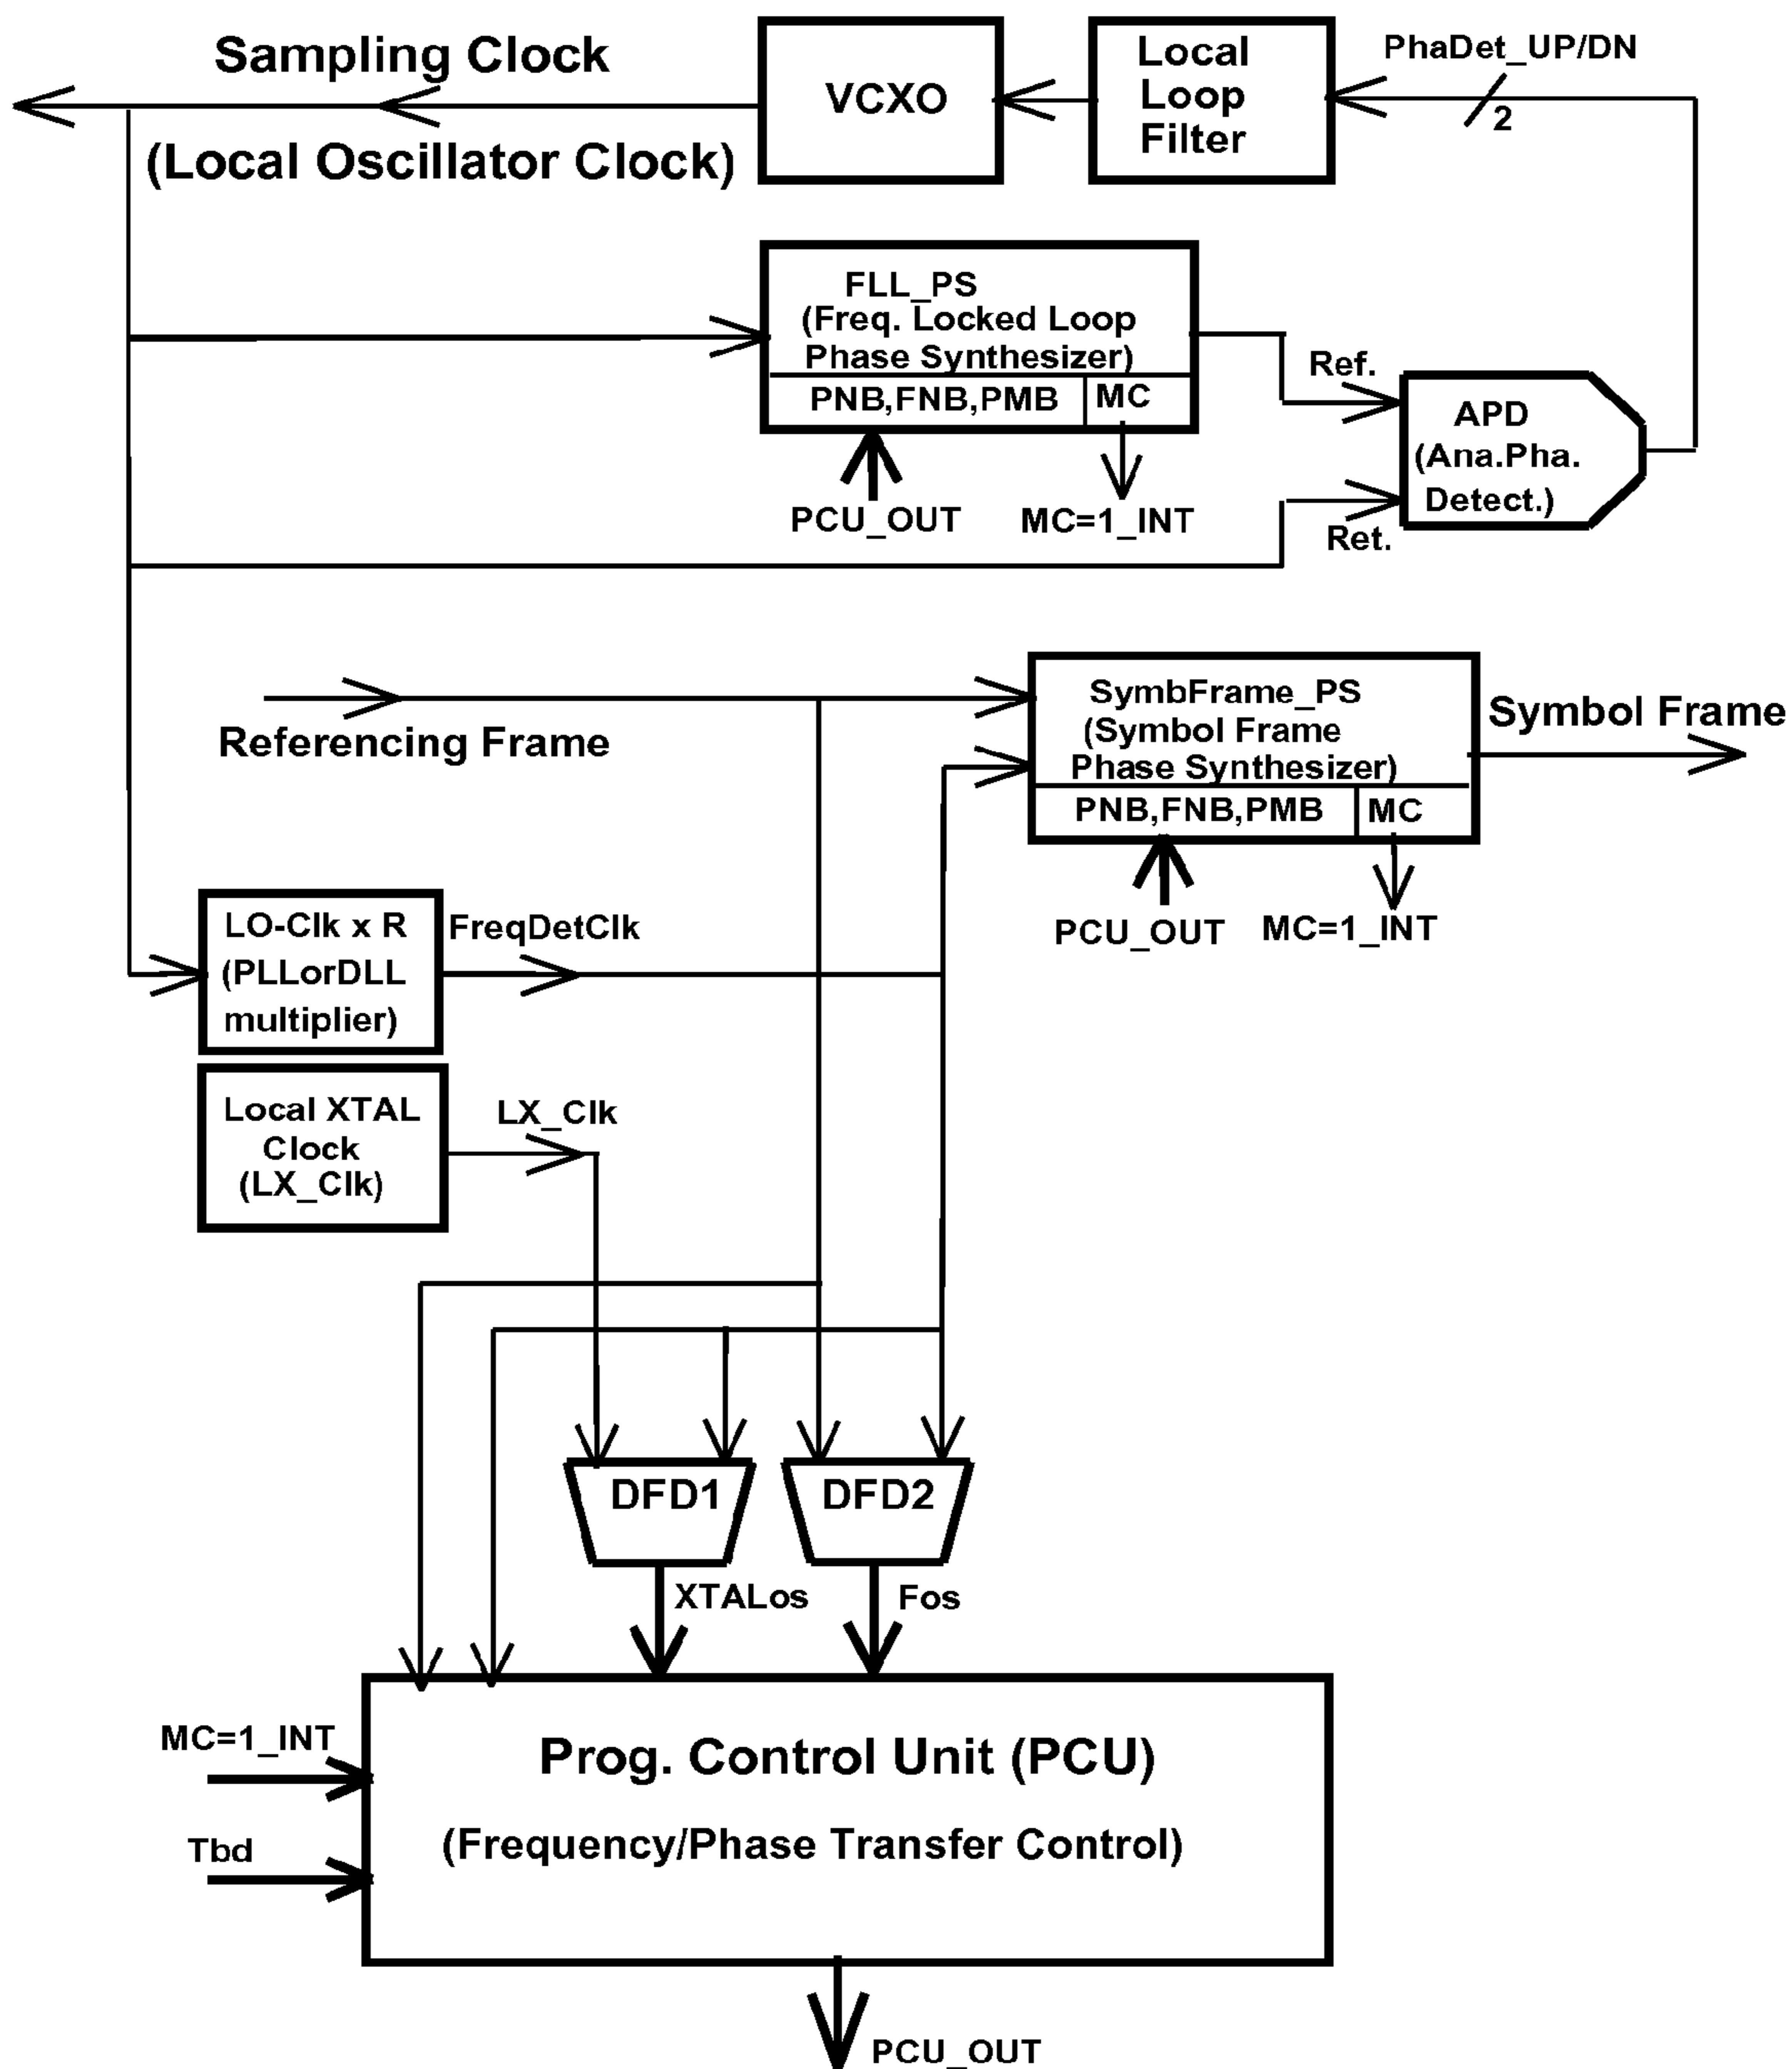 Sampling Clock
(Local Oscillator Clock)
VCXO
Local
Loop
Filter
PhaDet_UP/DN
2
FLL_PS
(Freq. Locked Loop
Phase Synthesizer)
PNB,FNB,PMB
MC
PCU_OUT
MC=1_INT
Ref.
APD
(Ana.Pha.
Detect.)
Ret.
Referencing Frame
SymbFrame_PS
(Symbol Frame
Phase Synthesizer)
PNB,FNB,PMB
MC
Symbol Frame
PCU_OUT
MC=1_INT
LO-Clk x R
(PLLorDLL
multiplier)
FreqDetClk
Local XTAL
Clock
(LX_Clk)
LX_Clk
DFD1
DFD2
XTALos
Fos
MC=1_INT
Tbd
Prog. Control Unit (PCU)
(Frequency/Phase Transfer Control)
PCU_OUT